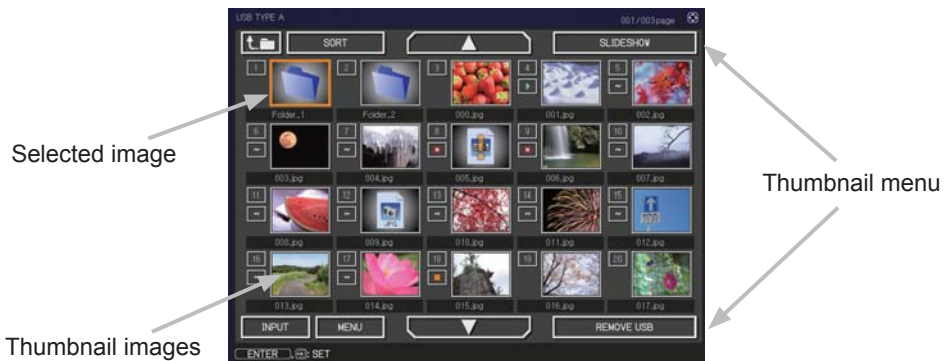 USB TYPE A
001/003page
SORT
SLIDESHOW
1
2
3
4
5
Folder_1
Folder_2
000.jpg
001.jpg
002.jpg
6
7
8
9
10
003.jpg
004.jpg
005.jpg
006.jpg
007.jpg
11
12
13
14
15
JPG
008.jpg
009.jpg
010.jpg
011.jpg
012.jpg
16
17
18
19
20
013.jpg
014.jpg
015.jpg
016.jpg
017.jpg
INPUT
MENU
REMOVE USB
ENTER , : SET
Selected image
Thumbnail menu
Thumbnail images